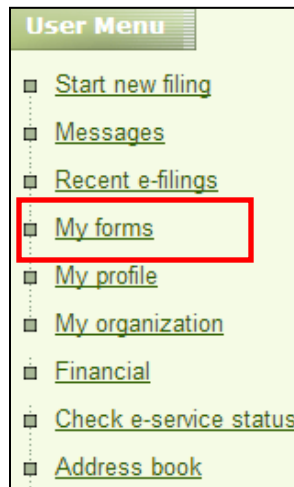 User Menu
Start new filing
Messages
Recent e-filings
My forms
My profile
My organization
Financial
Check e-service status
Address book